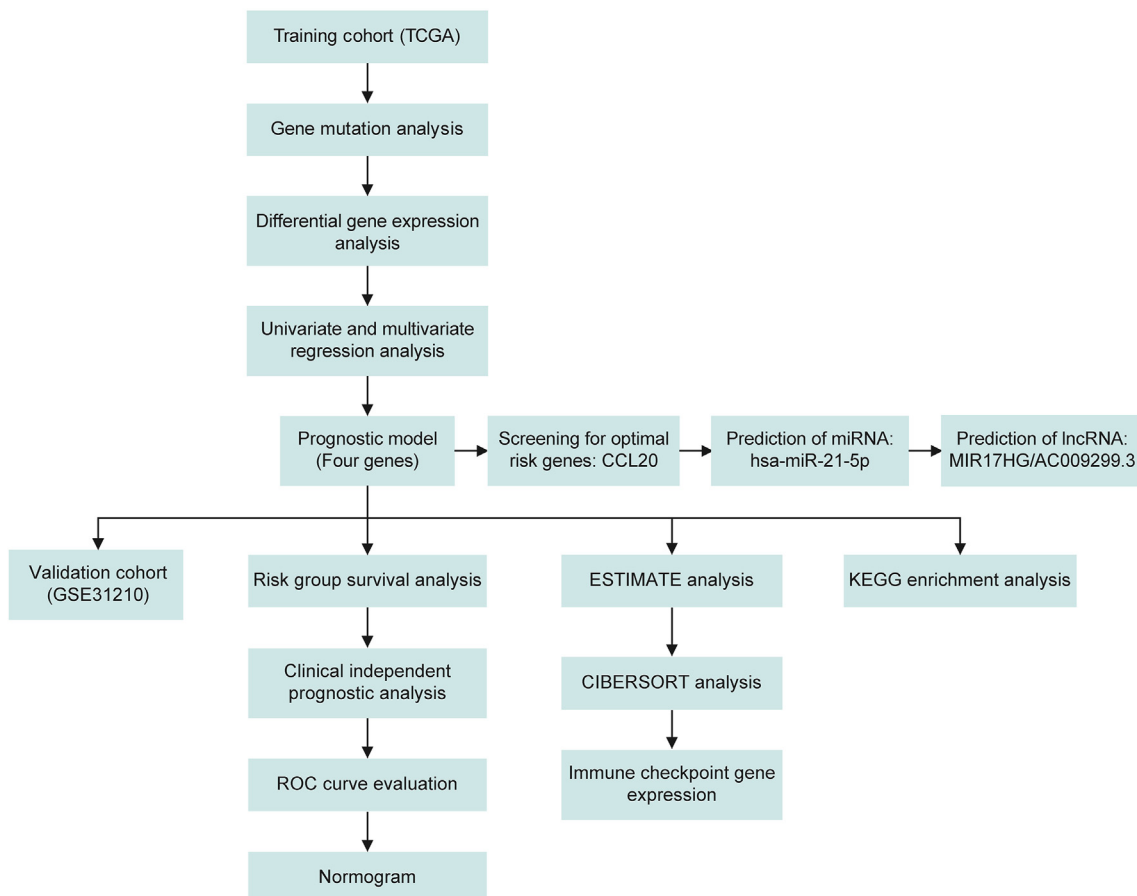 Training cohort (TCGA)
Gene mutation analysis
Differential gene expression
analysis
Univariate and multivariate
regression analysis
Prognostic model
(Four genes)
Screening for optimal
risk genes: CCL20
Prediction of miRNA:
hsa-miR-21-5p
Prediction of lncRNA:
MIR17HG/AC009299.3
Validation cohort
(GSE31210)
Risk group survival analysis
ESTIMATE analysis
KEGG enrichment analysis
Clinical independent
prognostic analysis
CIBERSORT analysis
ROC curve evaluation
Immune checkpoint gene
expression
Normogram